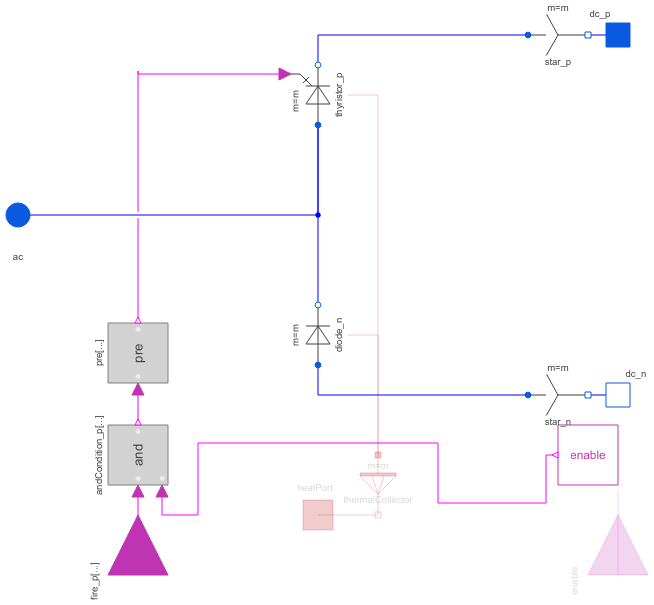 m=m
dc_p
star_p
m=m
thyristor_p
ac
m=m
diode_n
pre[...]
pre
m=m
dc_n
star_n
andCondition_p[...]
and
enable
m=m
heatPort
thermalCollector
fire_p[...]
enable